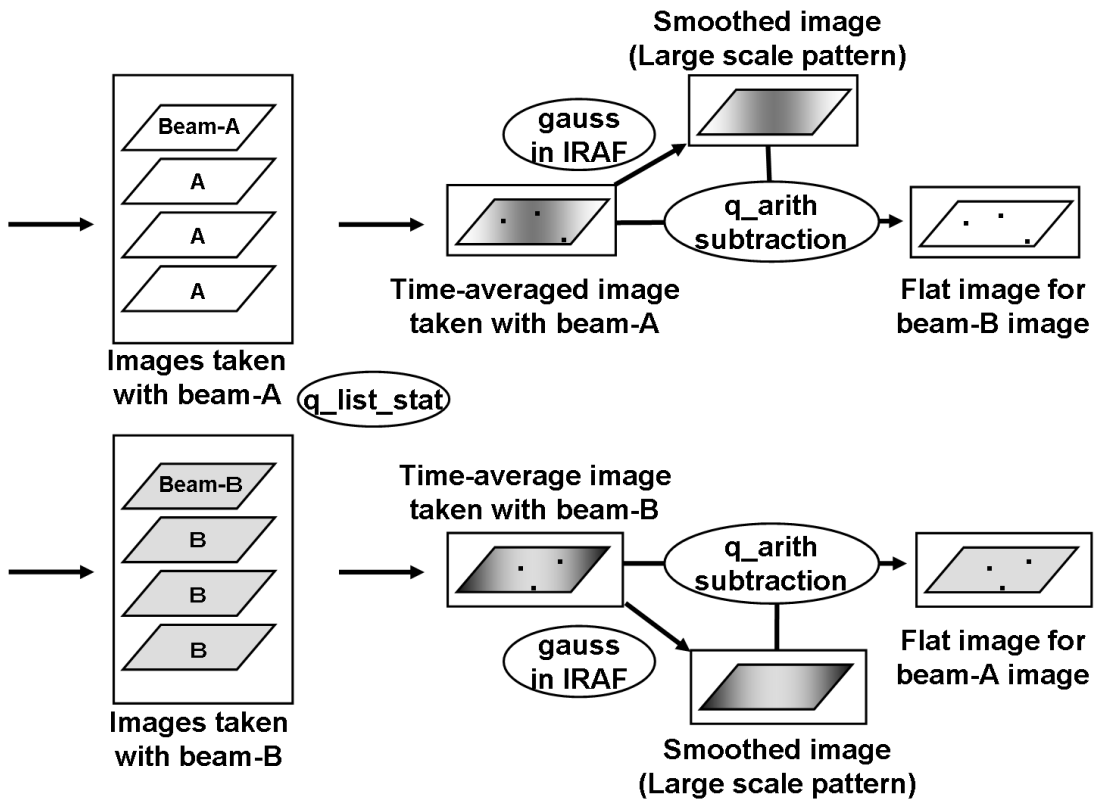 Smoothed image
(Large scale pattern)
Beam-A
A
A
A
Images taken
with beam-A
gauss
in IRAF
q_arith
subtraction
Time-averaged image
taken with beam-A
Flat image for
beam-B image
q_list_stat
Beam-B
B
B
B
Images taken
with beam-B
Time-average image
taken with beam-B
q_arith
subtraction
gauss
in IRAF
Flat image for
beam-A image
Smoothed image
(Large scale pattern)